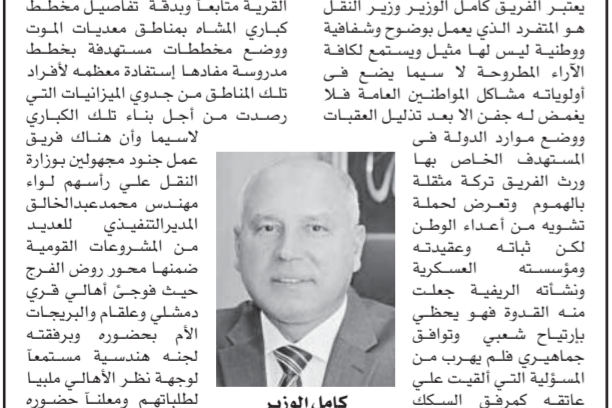 يعتبر الفريق كامل الوزير وزير النقل
هو المتفرد الذي يعمل بوضوح وشفافية
ووطنية ليس لها مثيل ويستمع لكافة
الآراء المطروحة لا سيما يضع فى
أولوياته مشاكل المواطنين العامة فلا
يغمض له جفن الا بعد تذليل العقبات
ووضع موارد الدولة فى
المستهدف الخاص بها
ورث الفريق تركة مثقلة
بالهموم وتعرض لحملة
تشويه من أعداء الوطن
لكن ثباته وعقيدته
ومؤسسته العسكرية
ونشأته الريفية جعلت
منه القدوة فهو يحظي
بإرتياح شعبي وتوافق
جماهيري فلم يهرب من
المسؤلية التي ألقيت علي
عاتقه كمرفق السكك
القرية متابعاً وبدقة تفاصيل مخطط
كباري المشاه بمناطق معديات الموت
ووضع مخططات مستهدفة بخطط
مدروسة مفادها إستفادة معظمه لأفراد
تلك المناطق من جدوي الميزانيات التي
رصدت من أجل بناء تلك الكباري
لاسيما وأن هناك فريق
عمل جنود مجهولين بوزارة
النقل علي رأسهم لواء
مهندس محمدعبدالخالق
المديرالتنفيذي للعديد
من المشروعات القومية
ضمنها محور روض الفرج
حيث فوجئ أهالي قري
دمشلي وعلقام والبريجات
الأم بحضوره وبرفقته
لجنه هندسية مستمعاً
لوجهة نظر الأهالي ملبيا
لطلباتهم ومعلناً حضوره
كامل الوزير